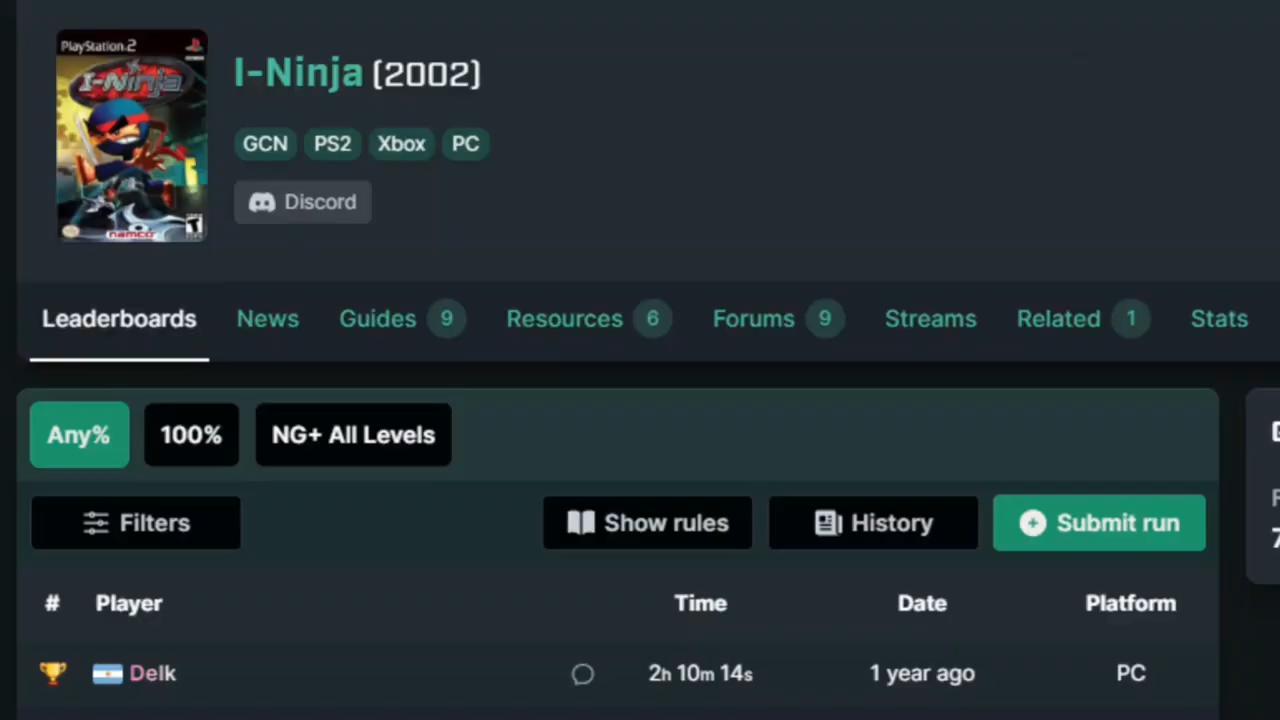 PlayStation 2
I-Ninja
namco
I-Ninja (2002)
GCN PS2 Xbox PC
Discord
Leaderboards News Guides 9 Resources 6 Forums 9 Streams Related 1 Stats
Any% 100% NG+ All Levels
Filters Show rules History Submit run
# Player Time Date Platform
Delk 2h 10m 14s 1 year ago PC